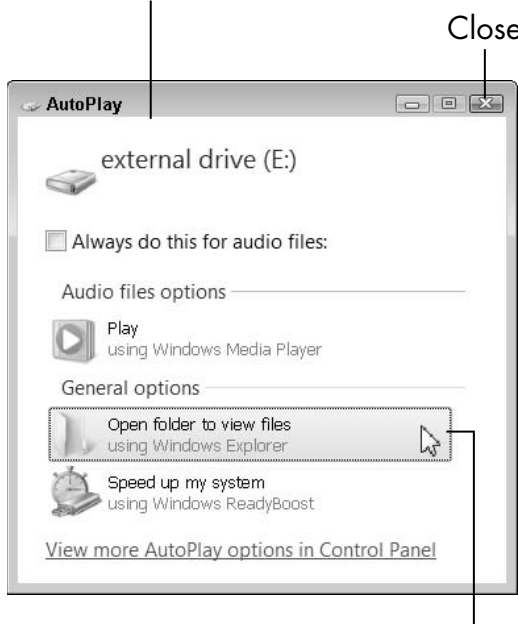 Close
AutoPlay
external drive (E:)
Always do this for audio files:
Audio files options
Play
using Windows Media Player
General options
Open folder to view files
using Windows Explorer
Speed up my system
using Windows ReadyBoost
View more AutoPlay options in Control Panel